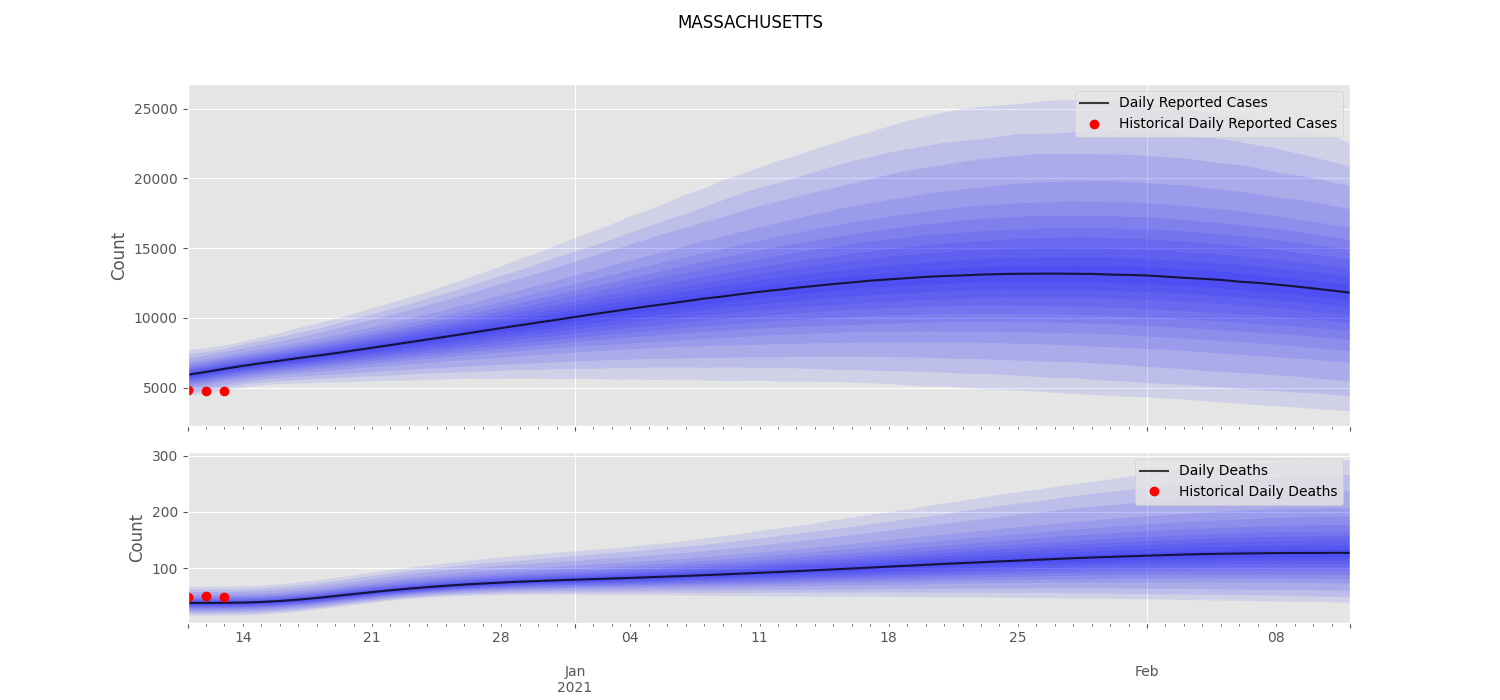 MASSACHUSETTS
25000
20000
15000
10000
5000
Count
Daily Reported Cases
Historical Daily Reported Cases
300
200
100
Count
Daily Deaths
Historical Daily Deaths
14 21 28 04 11 18 25 08
Jan Feb
2021